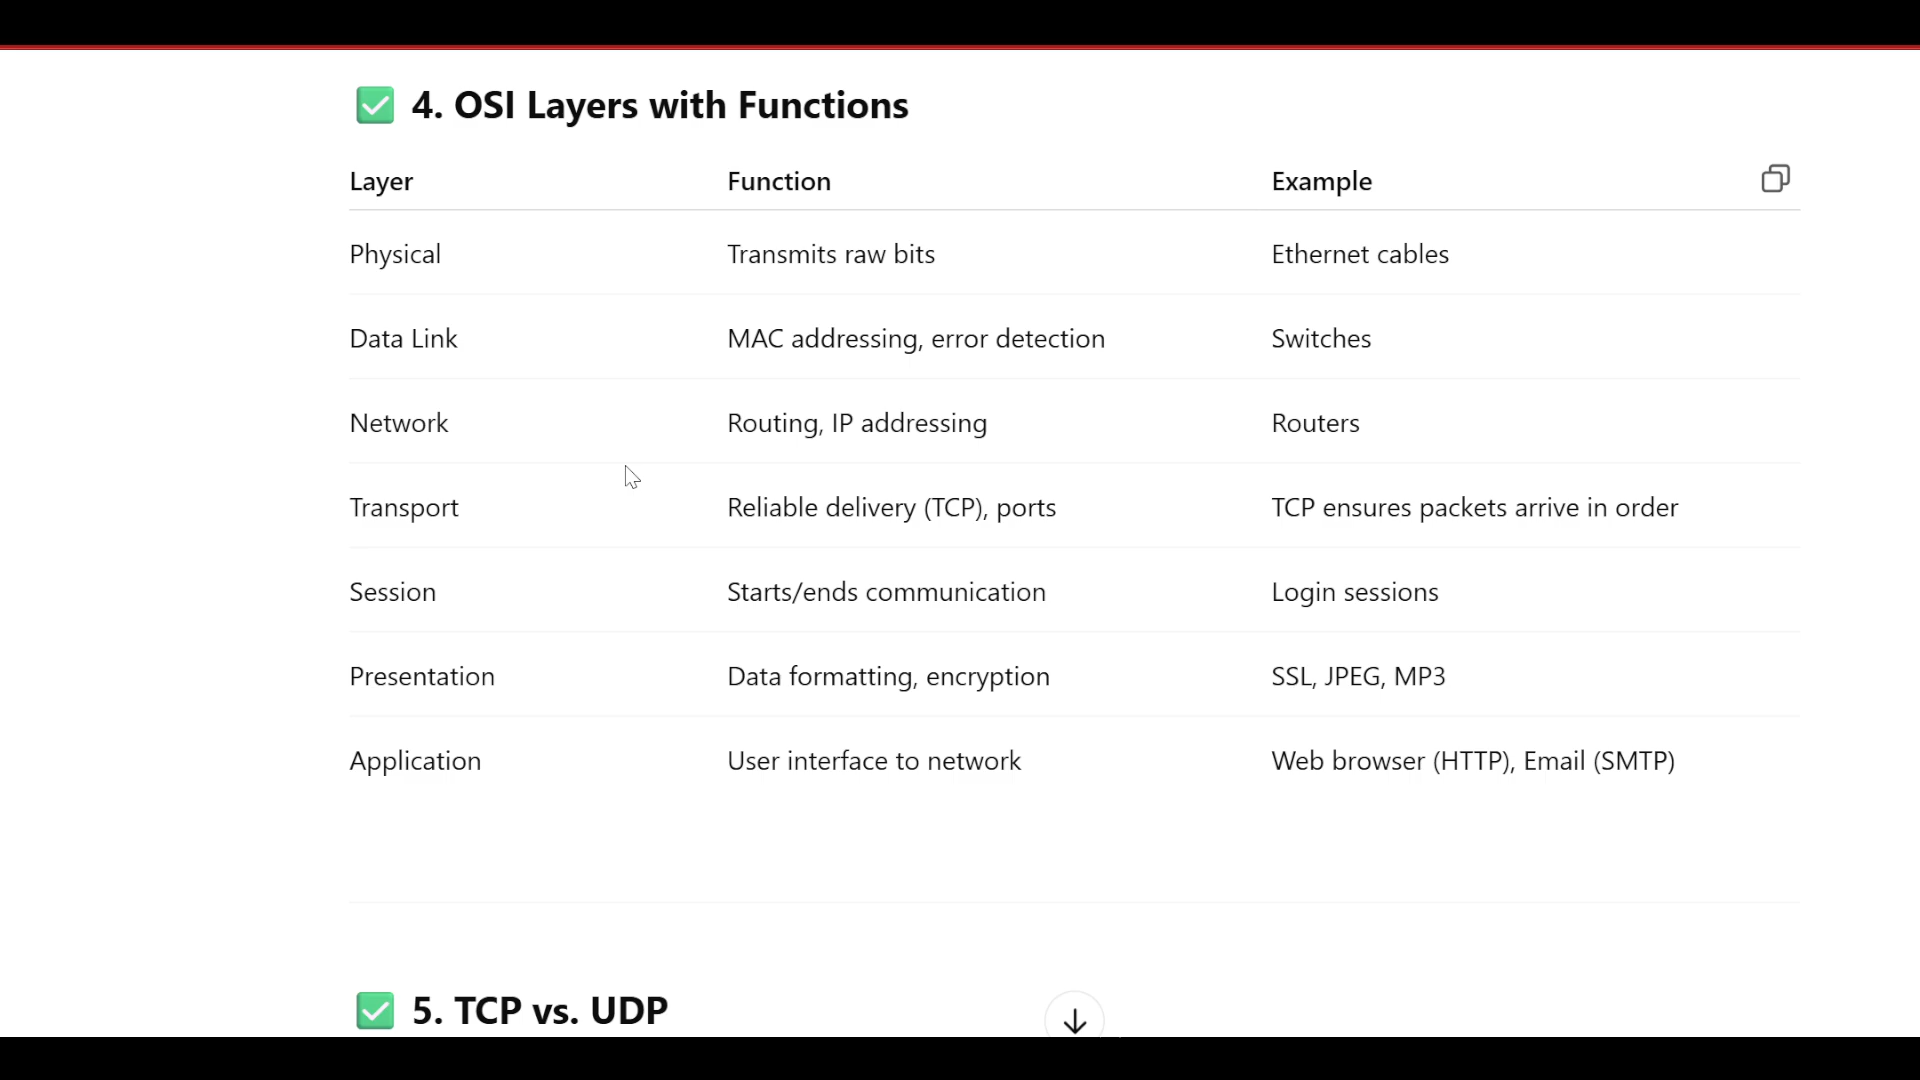 4. OSI Layers with Functions
Layer Function Example
Physical Transmits raw bits Ethernet cables
Data Link MAC addressing, error detection Switches
Network Routing, IP addressing Routers
Transport Reliable delivery (TCP), ports TCP ensures packets arrive in order
Session Starts/ends communication Login sessions
Presentation Data formatting, encryption SSL, JPEG, MP3
Application User interface to network Web browser (HTTP), Email (SMTP)
5. TCP vs. UDP